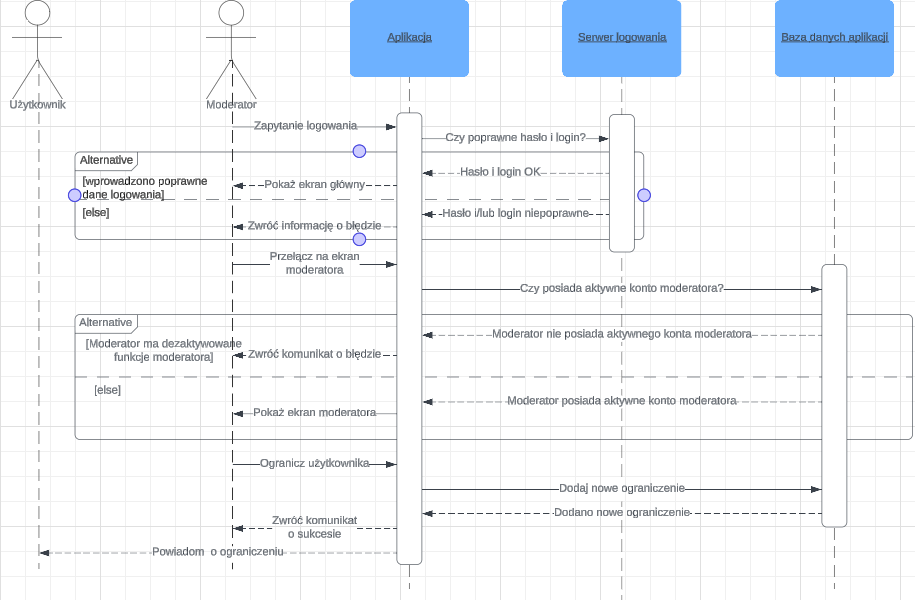 Aplikacja
Serwer logowania
Baza danych aplikacji
Użytkownik
Moderator
Zapytanie logowania
Czy poprawne hasło i login?
Alternative
[wprowadzono poprawne
dane logowania]
Hasło i login OK
Pokaż ekran główny
[else]
Hasło i/lub login niepoprawne
Zwróć informację o błędzie
Przełącz na ekran
moderatora
Czy posiada aktywne konto moderatora?
Alternative
[Moderator ma dezaktywowane
funkcje moderatora]
Moderator nie posiada aktywnego konta moderatora
Zwróć komunikat o błędzie
[else]
Moderator posiada aktywne konto moderatora
Pokaż ekran moderatora
Ogranicz użytkownika
Dodaj nowe ograniczenie
Dodano nowe ograniczenie
Zwróć komunikat
o sukcesie
Powiadom o ograniczeniu